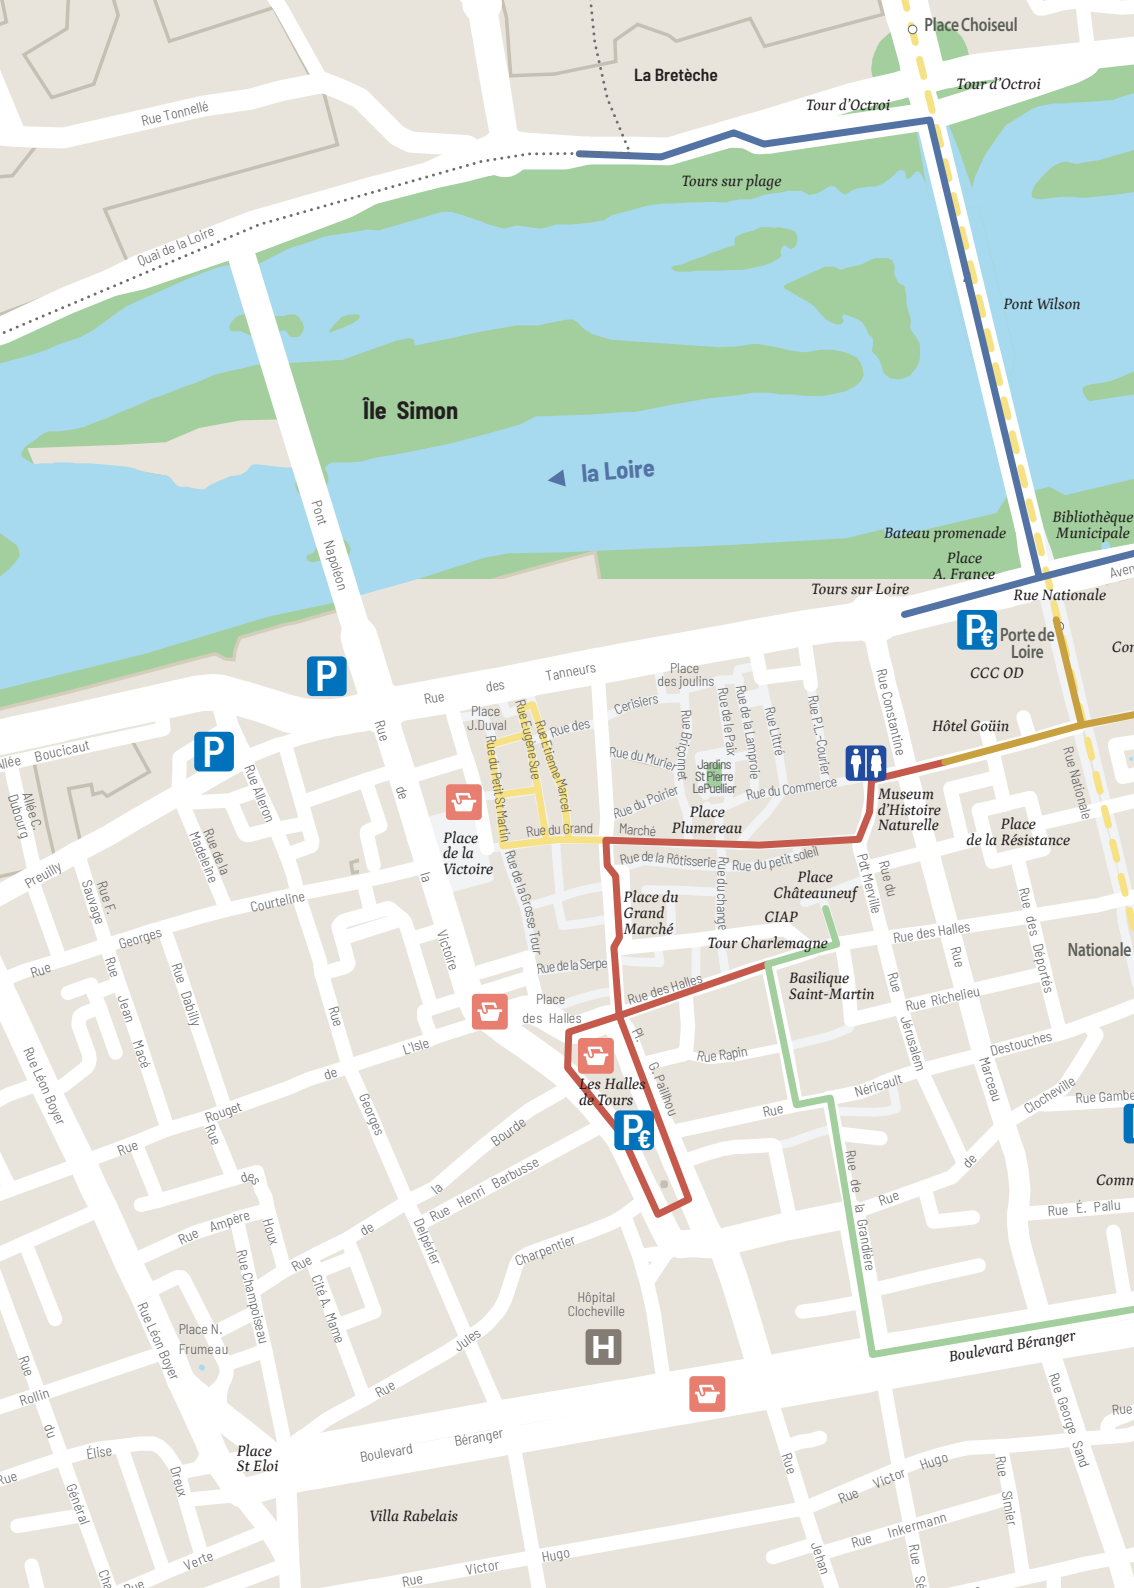 Place Choiseul
La Bretèche
Tour d'Octroi
Tour d'Octroi
Rue Tonnellé
Tours sur plage
Quai de la Loire
Pont Wilson
Île Simon
la Loire
Pont Napoléon
Bateau promenade
Bibliothèque
Municipale
Place
A. France
Tours sur Loire
Rue Nationale
P€
Porte de
Loire
CCC OD
P
P
Rue des Tanneurs
Place
des joulins
Place
J.Duval
Cerisiers
Rue des
Rue Eugène Sue
Rue Etienne Marcel
Rue du Petit St Martin
Rue Briçonnet
Rue de le Paix
Rue de la Lamproie
Rue Littré
Rue P.L.-Courier
Rue Constantine
Hôtel Goüin
Rue Nationale
Boucicaut
Allée C.
Dubourg
Rue Alleron
Rue de la
Madeleine
Rue du Murier
Jardins
St Pierre
LePuellier
Rue du Poirier
Rue du Commerce
Museum
d'Histoire
Naturelle
Place
de la Résistance
Place
Plumereau
Rue du Grand Marché
Place
de la
Victoire
Rue de la Victoire
Rue de la Rôtisserie
Rue du petit soleil
Rue de la Grosse Tour
Rue du change
Place
Châteauneuf
CIAP
Tour Charlemagne
Place du
Grand
Marché
Pdt Merville
Rue du
Rue des Halles
Rue des Déportés
Nationale
Preuilly
Rue F.
Sauvage
Courteline
Georges
Rue
Rue Jean Macé
Rue Dabilly
Rue de la Serpe
Place
des Halles
Rue des Halles
Basilique
Saint-Martin
Rue Richelieu
Rue Jérusalem
Rue Marceau
Rue Georges Delpérier
Rue Rouget de L'Isle
Rue Léon Boyer
Pl. G. Paillhou
Rue Rapin
Les Halles
de Tours
P€
Rue Néricault Destouches
Rue de Clocheville
Rue Gambe
Rue de la Bourde
Rue Henri Barbusse
Rue des Houx
Rue Ampère
Rue Champoiseau
Cité A. Mame
Rue Jules Charpentier
Rue de la Grandière
Rue É. Pallu
Comm
Hôpital
Clocheville
H
Place N.
Frumeau
Rue Léon Boyer
Rollin
Rue du Général
Élise
Rue
Dreux
Place
St Eloi
Boulevard Béranger
Boulevard Béranger
Villa Rabelais
Rue George Sand
Rue
Rue Victor Hugo
Rue Victor Hugo
Rue Jehan
Rue Inkermann
Rue Simier
Rue
Verte
Rue